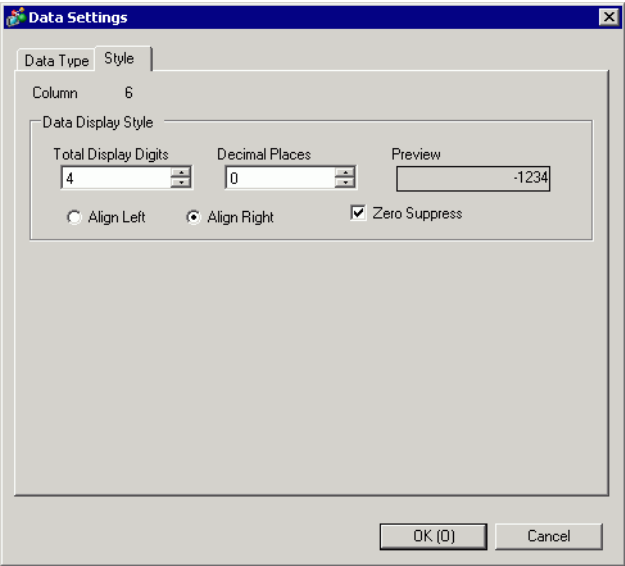 Data Settings
Data Type Style
Column 6
Data Display Style
Total Display Digits Decimal Places Preview
4 0 -1234
Align Left Align Right Zero Suppress
OK (O) Cancel